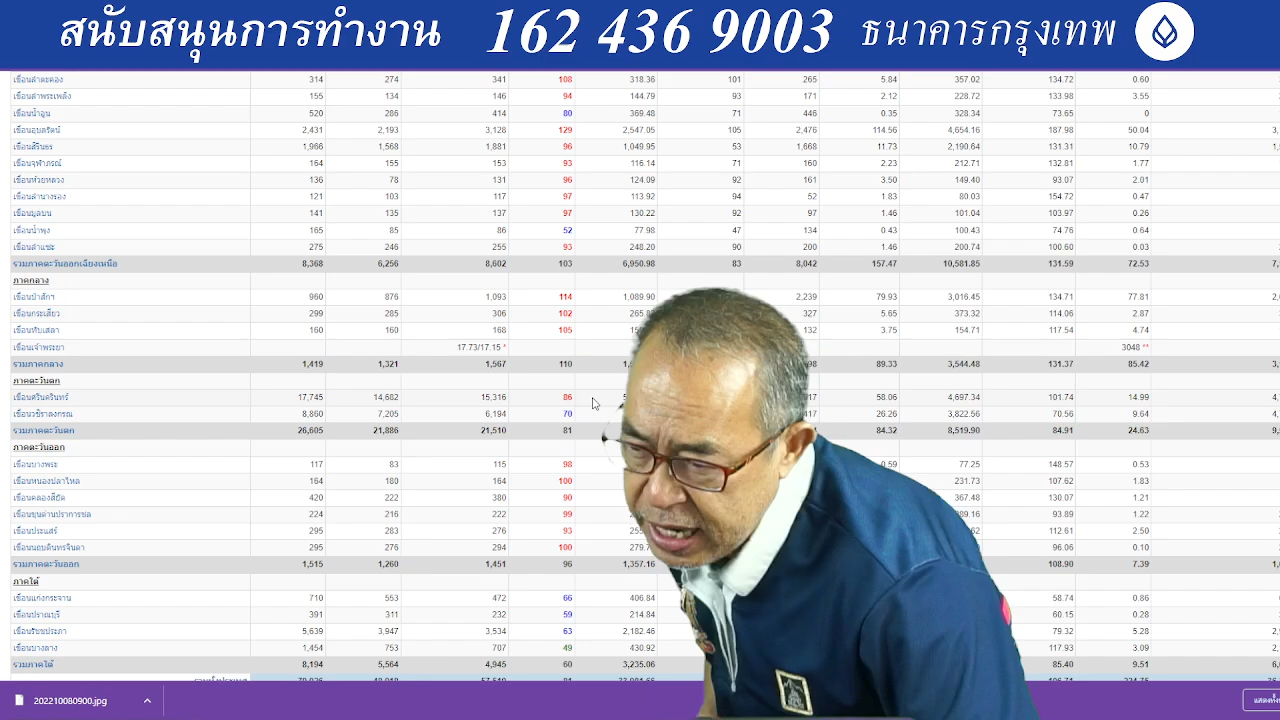 สนับสนุนการทำงาน 162 436 9003 ธนาคารกรุงเทพ
เขื่อนลำตะคอง 314 274 341 108 318.36 101 265 5.84 357.02 134.72 0.60
เขื่อนลำพระเพลิง 155 134 146 94 144.79 93 171 2.12 228.72 133.98 3.55
เขื่อนน้ำอูน 520 286 414 80 369.48 71 446 0.35 328.34 73.65 0
เขื่อนอุบลรัตน์ 2,431 2,193 3,128 129 2,547.05 105 2,476 114.56 4,654.16 187.98 50.04
เขื่อนสิรินธร 1,966 1,568 1,881 96 1,049.95 53 1,668 11.73 2,190.64 131.31 10.79
เขื่อนจุฬาภรณ์ 164 155 153 93 116.14 71 160 2.23 212.71 132.81 1.77
เขื่อนห้วยหลวง 136 78 131 96 124.09 92 161 3.50 149.40 93.07 2.01
เขื่อนลำนางรอง 121 103 117 97 113.92 94 52 1.83 80.03 154.72 0.47
เขื่อนมูลบน 141 135 137 97 130.22 92 97 1.46 101.04 103.97 0.26
เขื่อนน้ำพุง 165 85 86 52 77.98 47 134 0.43 100.43 74.76 0.64
เขื่อนลำแชะ 275 246 255 93 248.20 90 200 1.46 200.74 100.60 0.03
รวมภาคตะวันออกเฉียงเหนือ 8,368 6,256 8,602 103 6,950.98 83 8,042 157.47 10,581.85 131.59 72.53
ภาคกลาง
เขื่อนป่าสักฯ 960 876 1,093 114 1,089.90 2,239 79.93 3,016.45 134.71 77.81
เขื่อนกระเสียว 299 285 306 102 327 5.65 373.32 114.06 2.87
เขื่อนทับเสลา 160 160 168 105 132 3.75 154.71 117.54 4.74
เขื่อนเจ้าพระยา 17.73/17.15 * 3048 **
รวมภาคกลาง 1,419 1,321 1,567 110 89.33 3,544.48 131.37 85.42
ภาคตะวันตก
เขื่อนศรีนครินทร์ 17,745 14,682 15,316 86 58.06 4,697.34 101.74 14.99
เขื่อนวชิราลงกรณ 8,860 7,205 6,194 70 26.26 3,822.56 70.56 9.64
รวมภาคตะวันตก 26,605 21,886 21,510 81 84.32 8,519.90 84.91 24.63
ภาคตะวันออก
เขื่อนบางพระ 117 83 115 98 0.59 77.25 148.57 0.53
เขื่อนหนองปลาไหล 164 180 164 100 231.73 107.62 1.83
เขื่อนคลองสียัด 420 222 380 90 367.48 130.07 1.21
เขื่อนขุนด่านปราการชล 224 216 222 99 93.89 1.22
เขื่อนประแสร์ 295 283 276 93 112.61 2.50
เขื่อนนฤบดินทรจินดา 295 276 294 100 96.06 0.10
รวมภาคตะวันออก 1,515 1,260 1,451 96 1,357.16 108.90 7.39
ภาคใต้
เขื่อนแก่งกระจาน 710 553 472 66 406.84 58.74 0.86
เขื่อนปราณบุรี 391 311 232 59 214.84 60.15 0.28
เขื่อนรัชชประภา 5,639 3,947 3,534 63 2,182.46 79.32 5.28
เขื่อนบางลาง 1,454 753 707 49 430.92 117.93 3.09
รวมภาคใต้ 8,194 5,564 4,945 60 3,235.06 85.40 9.51
202210080900.jpg